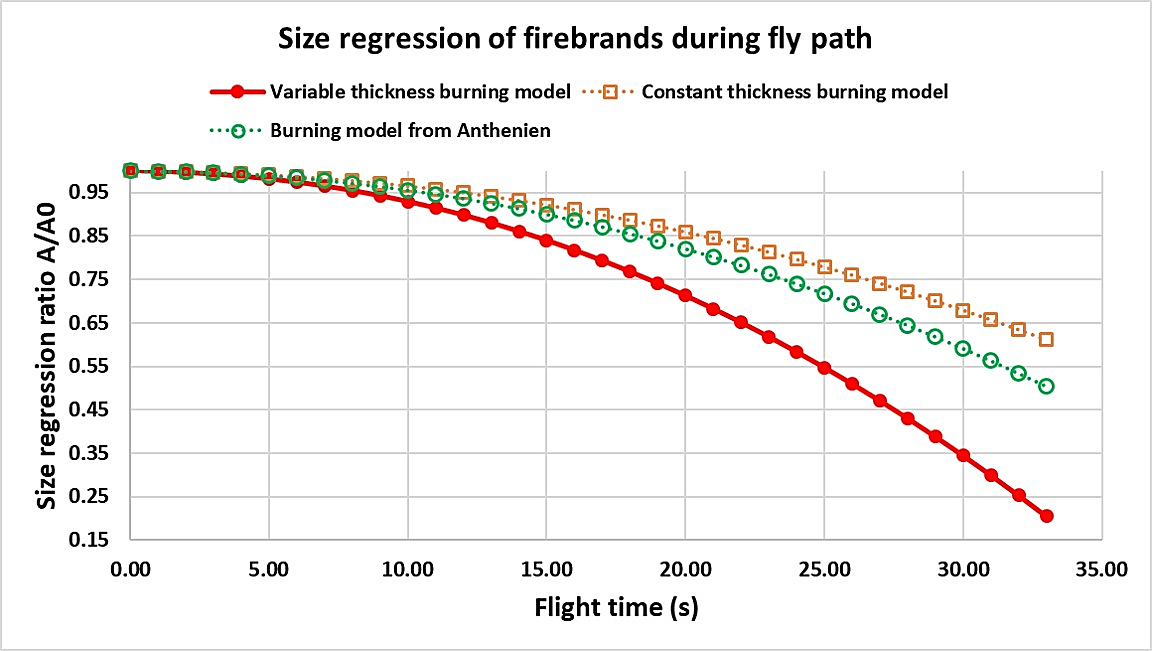 Size regression of firebrands during fly path
Variable thickness burning model
Constant thickness burning model
Burning model from Anthenien
Size regression ratio A/A0
0.95
0.85
0.75
0.65
0.55
0.45
0.35
0.25
0.15
0.00 5.00 10.00 15.00 20.00 25.00 30.00 35.00
Flight time (s)